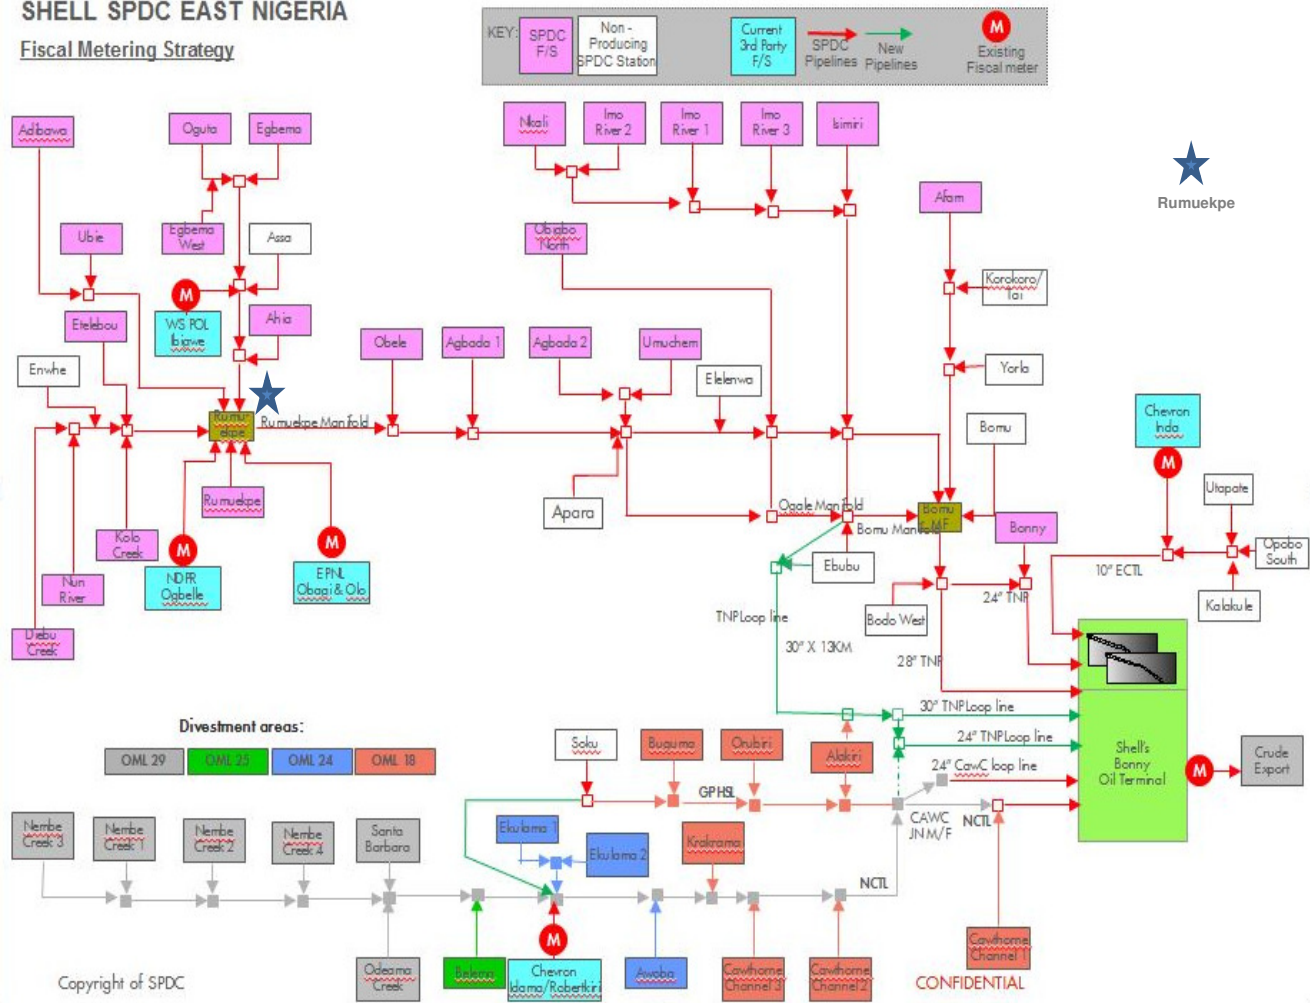 SHELL SPDC EAST NIGERIA
Fiscal Metering Strategy
KEY:
SPDC
F/S
Non -
Producing
SPDC Station
Current
3rd Party
F/S
SPDC
Pipelines
New
Pipelines
M
Existing
Fiscal meter
Rumuekpe
Adibawa
Oguta
Egbema
Nkali
Imo
River 2
Imo
River 1
Imo
River 3
Isimiri
Afam
Ubie
Egbema
West
Assa
Obigbo
North
Korokoro/
Tai
M
WS POL
Ibigwe
Etelebou
Ahia
Obele
Agbada 1
Agbada 2
Umuchem
Elelenwa
Yorla
Enwhe
Rumu-
ekpe
Rumuekpe Manifold
Bomu
Chevron
Inda
M
Rumuekpe
Apara
Ogale Manifold
Bomu
M/F
Bomu Manifold
Bonny
Utapate
Kolo
Creek
M
M
NDPR
Ogbelle
EPNL
Obagi & Olo
Ebubu
10" ECTL
Opobo
South
Nun
River
Bodo West
24" TNP
Kalakule
Diebu
Creek
TNPLoop line
30" X 13KM
28" TNP
30" TNPLoop line
24" TNPLoop line
24" CawC loop line
Shell's
Bonny
Oil Terminal
M
Crude
Export
Divestment areas:
OML 29
OML 25
OML 24
OML 18
Soku
Buguma
Orubiri
Alakiri
GPHSL
CAWC
JNM/F
NCTL
Nembe
Creek 3
Nembe
Creek 1
Nembe
Creek 2
Nembe
Creek 4
Santa
Barbara
Ekulama 1
Ekulama 2
Krakrama
NCTL
M
Odeama
Creek
Belema
Chevron
Idama/Robertkiri
Awoba
Cawthorne
Channel 3
Cawthorne
Channel 2
Cawthorne
Channel 1
Copyright of SPDC
CONFIDENTIAL